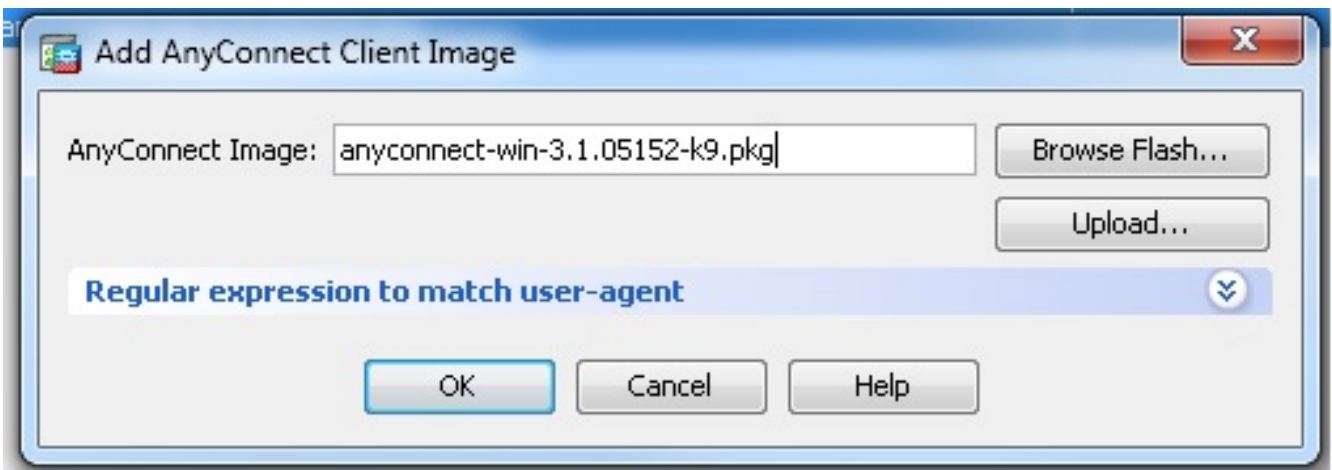 Add AnyConnect Client Image
AnyConnect Image: anyconnect-win-3.1.05152-k9.pkg Browse Flash...
Upload...
Regular expression to match user-agent
OK Cancel Help